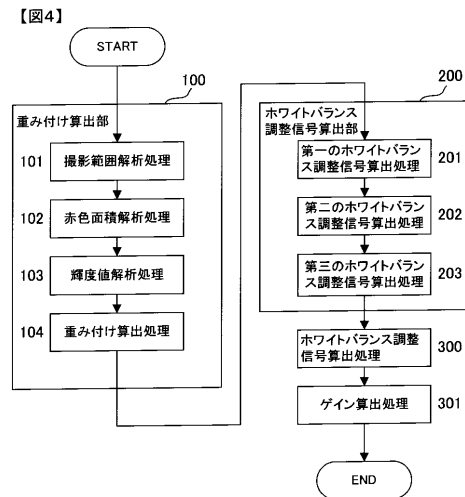 【図4】
START
100
重み付け算出部
101
撮影範囲解析処理
102
赤色面積解析処理
103
輝度値解析処理
104
重み付け算出処理
200
ホワイトバランス
調整信号算出部
第一のホワイトバラン
ス調整信号算出処理
201
第二のホワイトバラン
ス調整信号算出処理
202
第三のホワイトバラン
ス調整信号算出処理
203
ホワイトバランス調整
信号算出処理
300
ゲイン算出処理
301
END